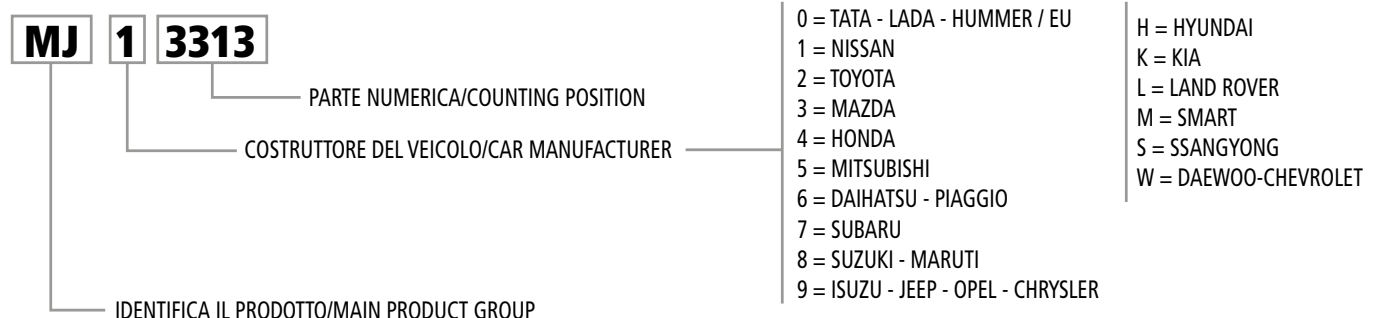 MJ 1 3313
PARTE NUMERICA/COUNTING POSITION
COSTRUTTORE DEL VEICOLO/CAR MANUFACTURER
IDENTIFICA IL PRODOTTO/MAIN PRODUCT GROUP
0 = TATA - LADA - HUMMER / EU
1 = NISSAN
2 = TOYOTA
3 = MAZDA
4 = HONDA
5 = MITSUBISHI
6 = DAIHATSU - PIAGGIO
7 = SUBARU
8 = SUZUKI - MARUTI
9 = ISUZU - JEEP - OPEL - CHRYSLER
H = HYUNDAI
K = KIA
L = LAND ROVER
M = SMART
S = SSANGYONG
W = DAEWOO-CHEVROLET